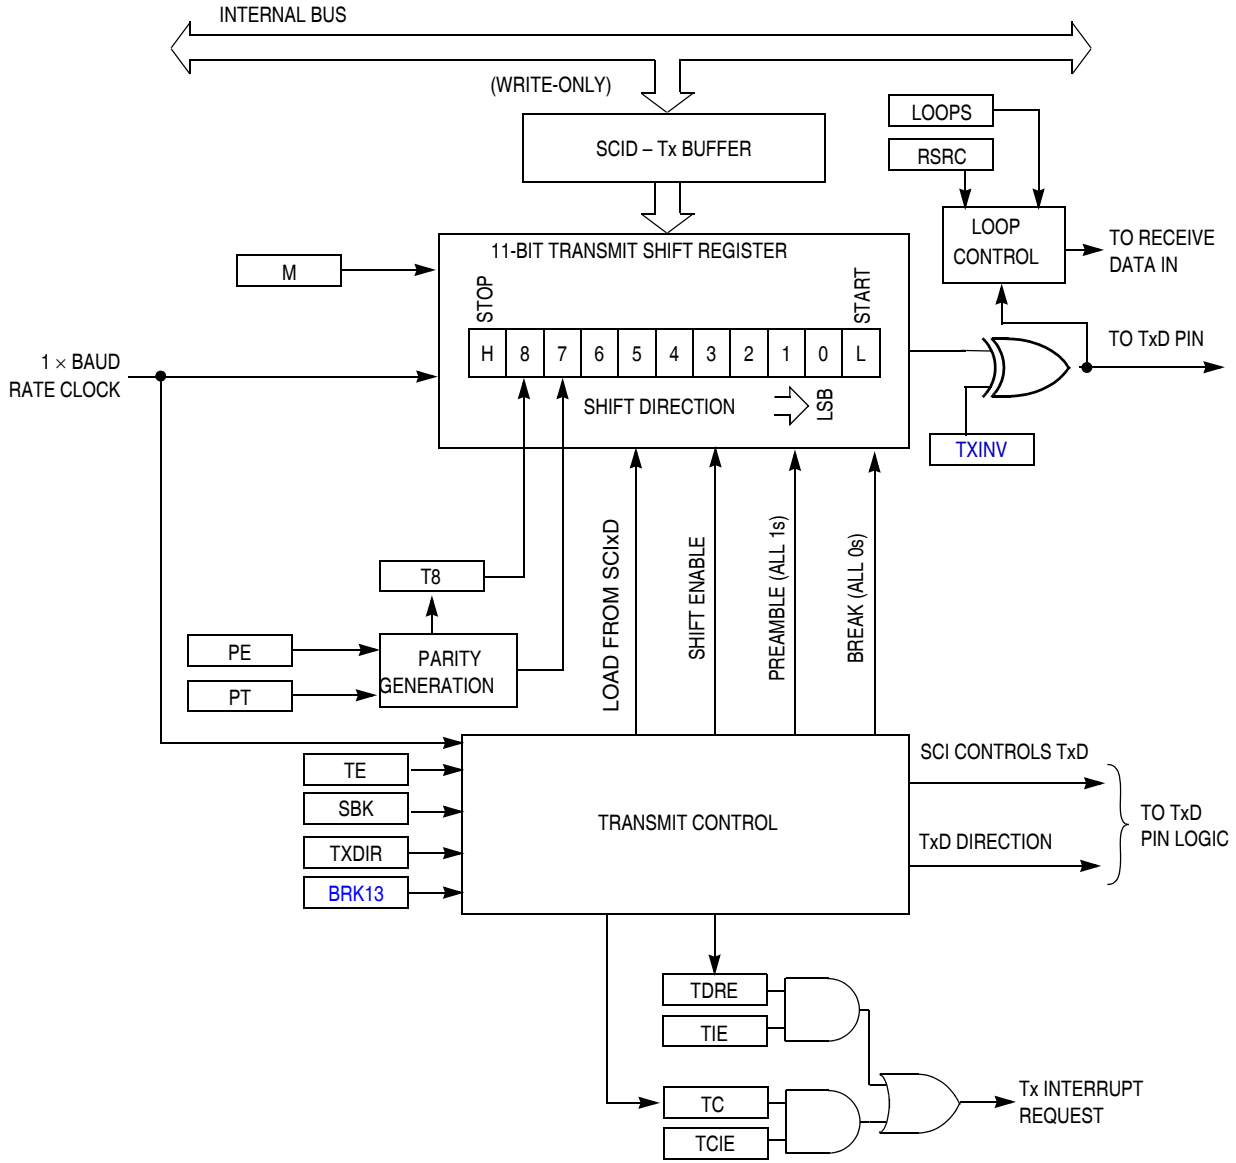 INTERNAL BUS
(WRITE-ONLY)
SCID – Tx BUFFER
LOOPS
RSRC
LOOP
CONTROL
TO RECEIVE
DATA IN
11-BIT TRANSMIT SHIFT REGISTER
M
STOP
START
H 8 7 6 5 4 3 2 1 0 L
1 × BAUD
RATE CLOCK
SHIFT DIRECTION
LSB
TO TxD PIN
TXINV
T8
PE
PT
PARITY
GENERATION
LOAD FROM SCIxD
SHIFT ENABLE
PREAMBLE (ALL 1s)
BREAK (ALL 0s)
TE
SBK
TXDIR
BRK13
TRANSMIT CONTROL
SCI CONTROLS TxD
TxD DIRECTION
TO TxD
PIN LOGIC
TDRE
TIE
TC
TCIE
Tx INTERRUPT
REQUEST